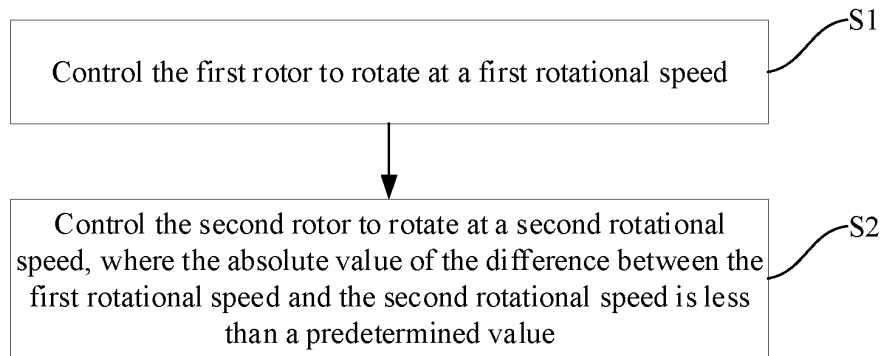 S1
Control the first rotor to rotate at a first rotational speed
S2
Control the second rotor to rotate at a second rotational
speed, where the absolute value of the difference between the
first rotational speed and the second rotational speed is less
than a predetermined value